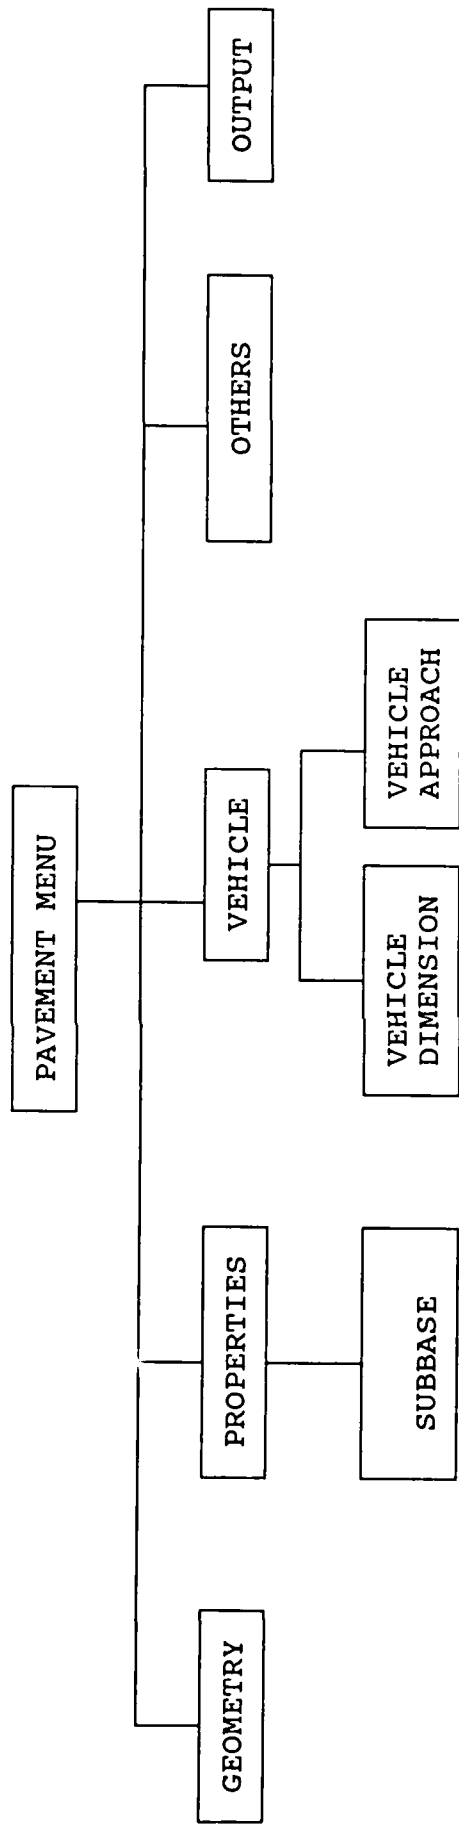 PAVEMENT MENU
GEOMETRY
PROPERTIES
VEHICLE
OTHERS
OUTPUT
SUBBASE
VEHICLE
DIMENSION
VEHICLE
APPROACH